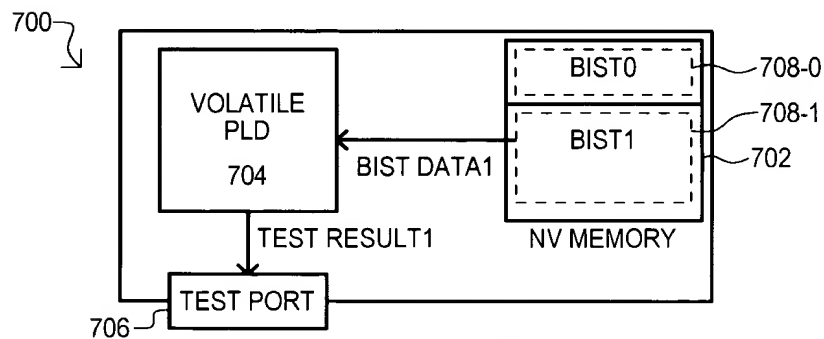 700
VOLATILE
PLD
704
BIST0
BIST1
708-0
708-1
702
BIST DATA1
NV MEMORY
TEST RESULT1
TEST PORT
706